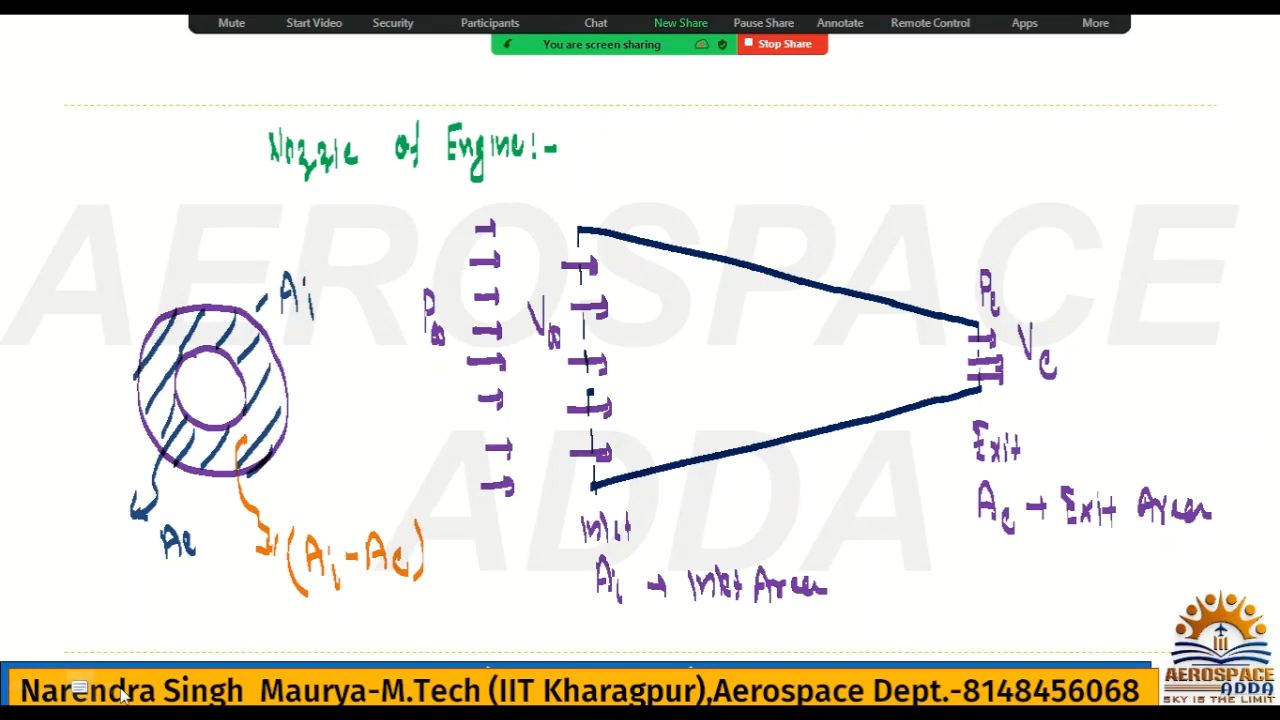 Mute Start Video Security Participants Chat New Share Pause Share Annotate Remote Control Apps More
You are screen sharing Stop Share
Nozzle of Engine:-
AEROSPACE
ADDA
Ai
Ae
(Ai - Ae)
Pe
Ve
Exit
Ae → Exit Area
Inlet
Ai → Inlet Area
AEROSPACE
ADDA
SKY IS THE LIMIT
Narendra Singh Maurya-M.Tech (IIT Kharagpur),Aerospace Dept.-8148456068